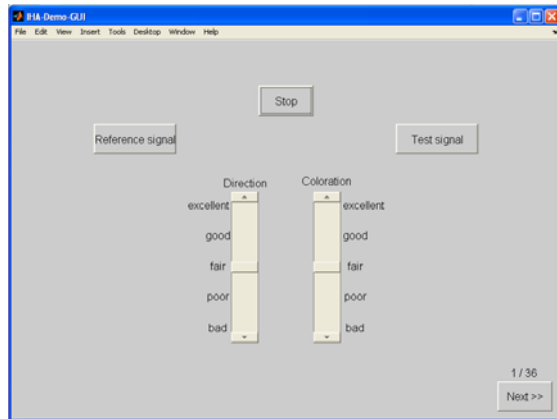 IHA-Demo-GUI
File Edit View Insert Tools Desktop Window Help
Stop
Reference signal
Test signal
Direction
Coloration
excellent
excellent
good
good
fair
fair
poor
poor
bad
bad
1 / 36
Next >>